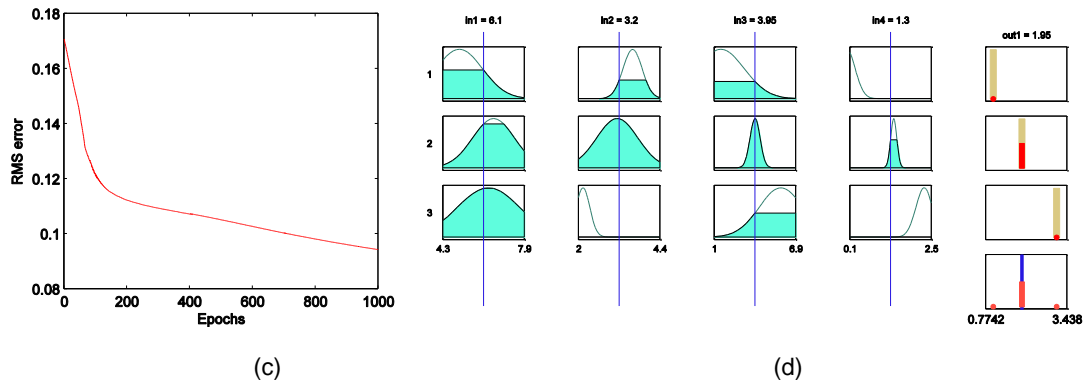 0.18
0.16
0.14
0.12
0.1
0.08
RMS error
0 200 400 600 800 1000
Epochs
(c)
in1 = 6.1 in2 = 3.2 in3 = 3.95 in4 = 1.3 out1 = 1.95
1
2
3
4.3 7.9 2 4.4 1 6.9 0.1 2.5
0.7742 3.438
(d)